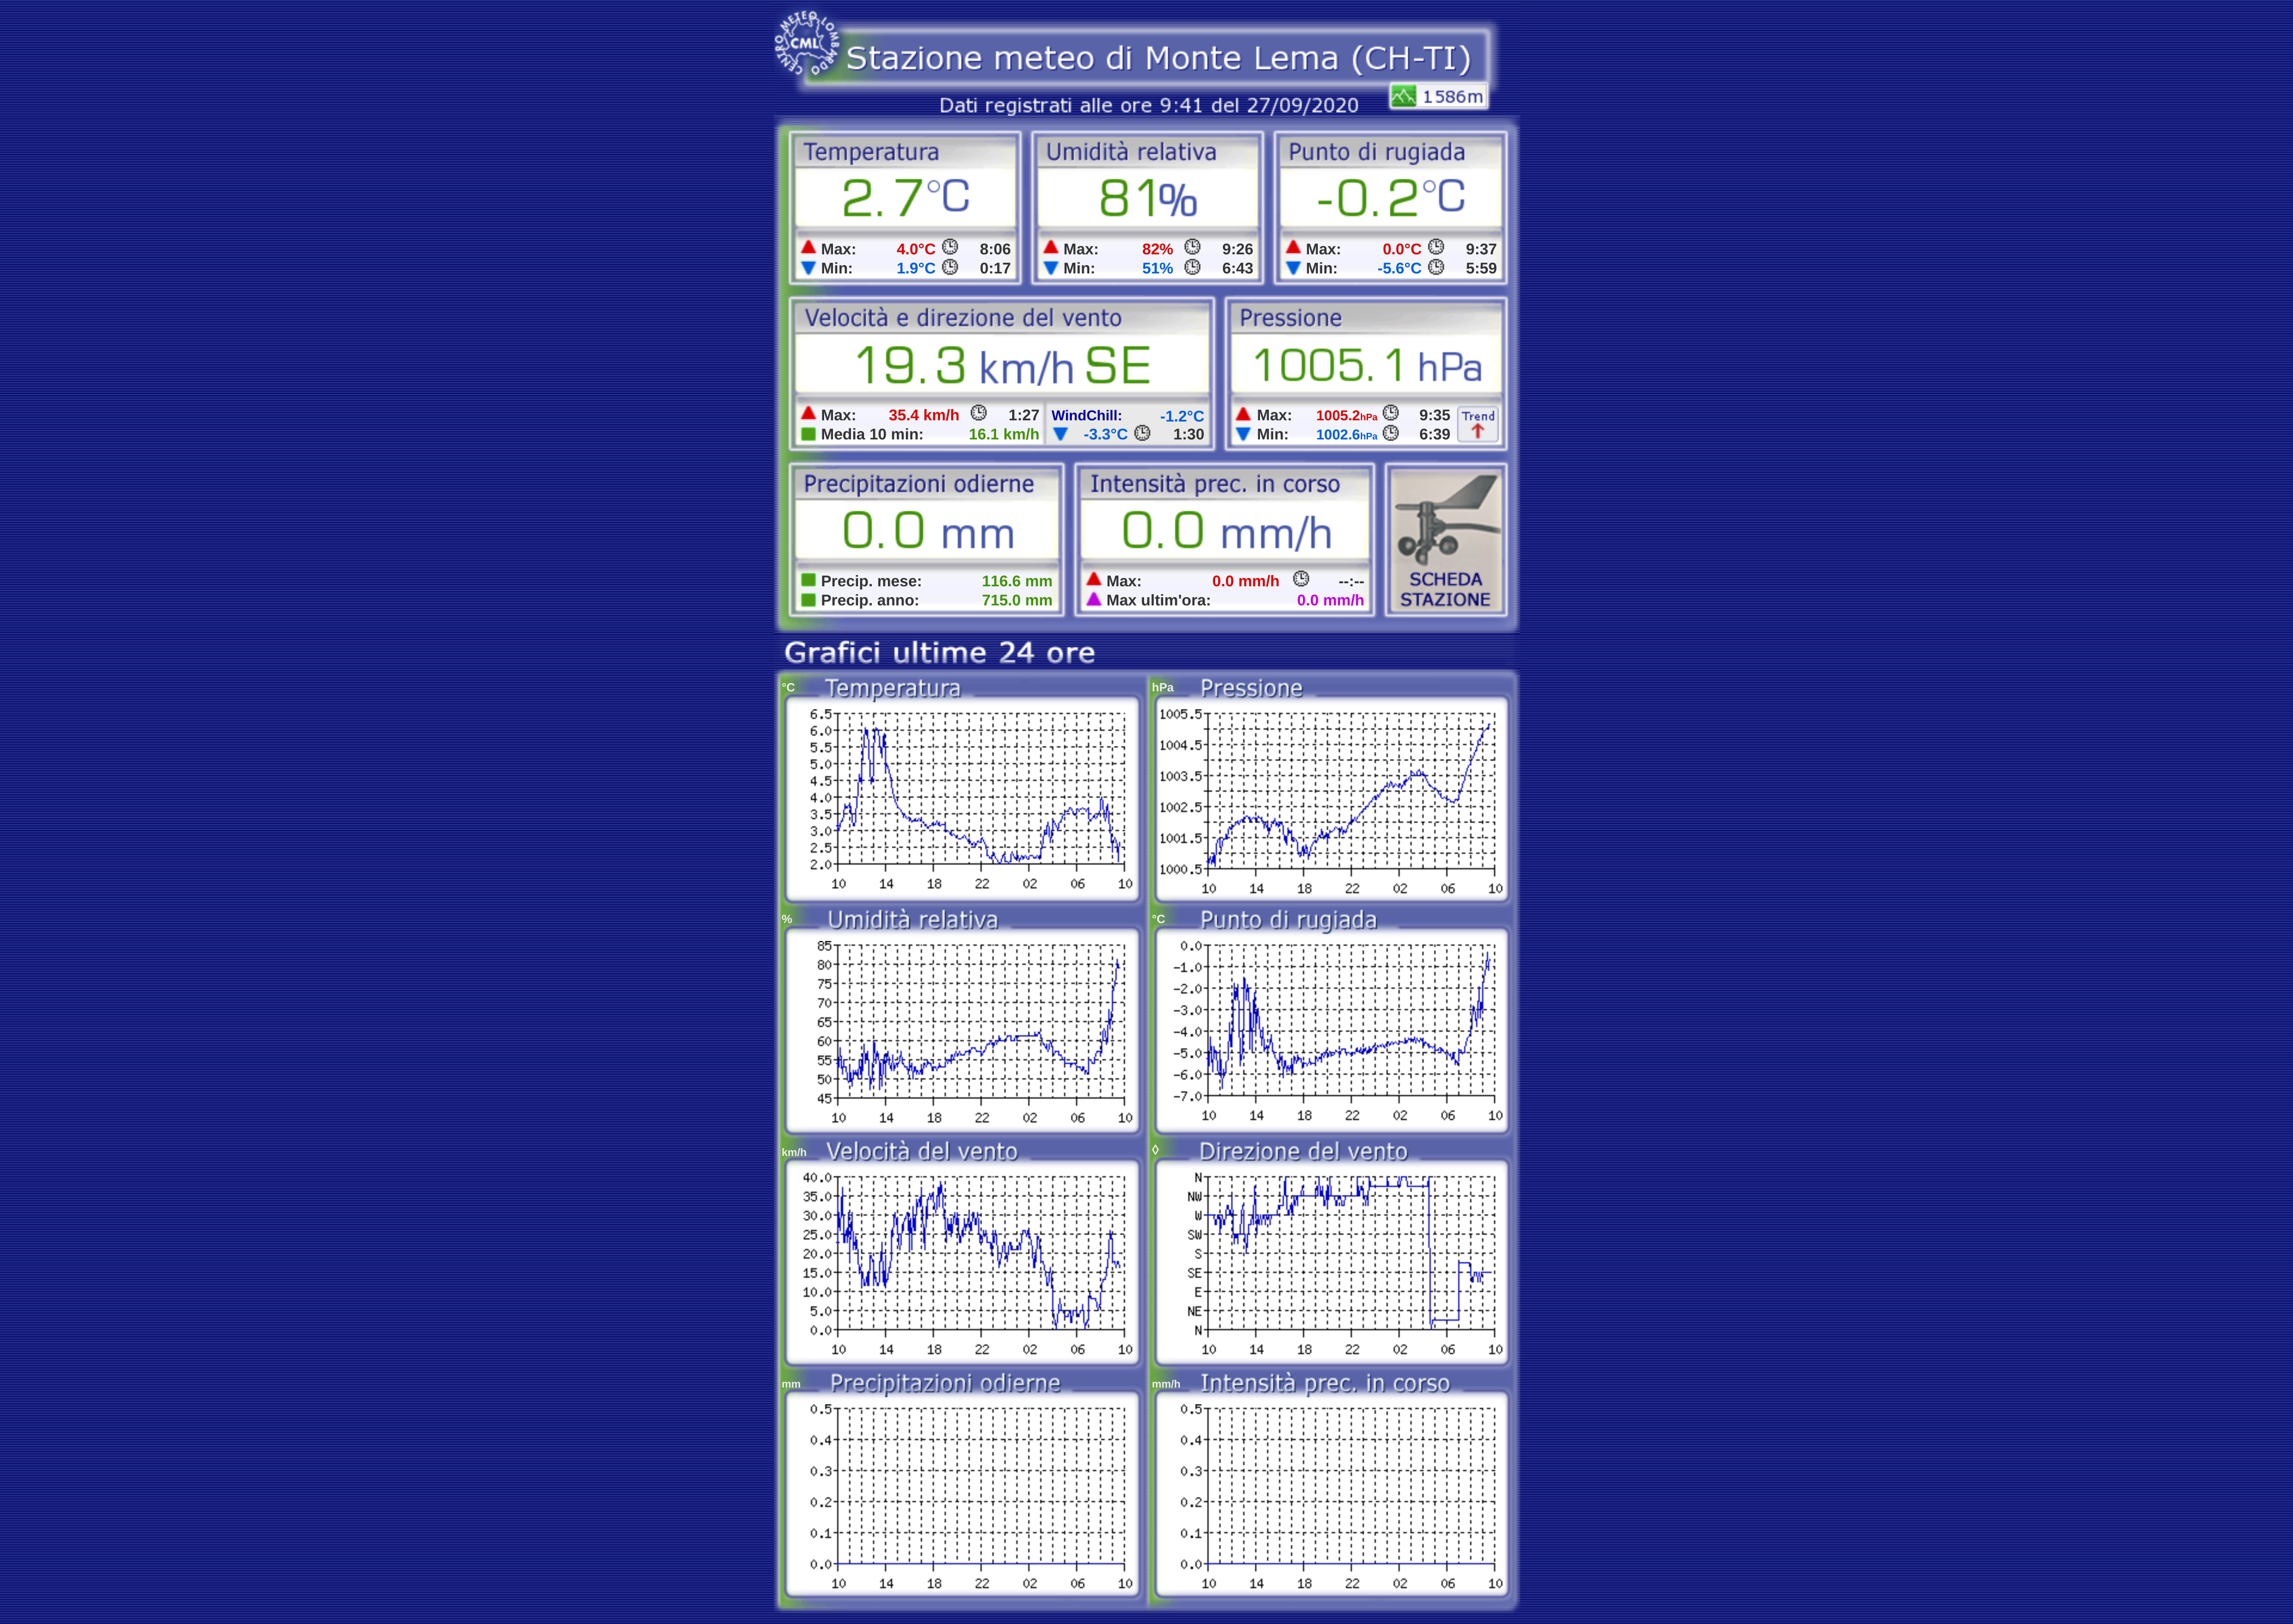 CENTRO METEO LOMBARDO
CML
Stazione meteo di Monte Lema (CH-TI)
1586m
Dati registrati alle ore 9:41 del 27/09/2020
Temperatura Umidità relativa Punto di rugiada
2.7°C 81% -0.2°C
Max: 4.0°C 8:06 Max: 82% 9:26 Max: 0.0°C 9:37
Min: 1.9°C 0:17 Min: 51% 6:43 Min: -5.6°C 5:59
Velocità e direzione del vento Pressione
19.3 km/h SE 1005.1 hPa
Max: 35.4 km/h 1:27 WindChill: -1.2°C Max: 1005.2hPa 9:35 Trend
Media 10 min: 16.1 km/h -3.3°C 1:30 Min: 1002.6hPa 6:39
Precipitazioni odierne Intensità prec. in corso
0.0 mm 0.0 mm/h
Precip. mese: 116.6 mm Max: 0.0 mm/h --:-- SCHEDA
Precip. anno: 715.0 mm Max ultim'ora: 0.0 mm/h STAZIONE
Grafici ultime 24 ore
°C Temperatura
6.5
6.0
5.5
5.0
4.5
4.0
3.5
3.0
2.5
2.0
10 14 18 22 02 06 10
hPa Pressione
1005.5
1004.5
1003.5
1002.5
1001.5
1000.5
10 14 18 22 02 06 10
% Umidità relativa
85
80
75
70
65
60
55
50
45
10 14 18 22 02 06 10
°C Punto di rugiada
0.0
-1.0
-2.0
-3.0
-4.0
-5.0
-6.0
-7.0
10 14 18 22 02 06 10
km/h Velocità del vento
40.0
35.0
30.0
25.0
20.0
15.0
10.0
5.0
0.0
10 14 18 22 02 06 10
◊ Direzione del vento
N
NW
W
SW
S
SE
E
NE
N
10 14 18 22 02 06 10
mm Precipitazioni odierne
0.5
0.4
0.3
0.2
0.1
0.0
10 14 18 22 02 06 10
mm/h Intensità prec. in corso
0.5
0.4
0.3
0.2
0.1
0.0
10 14 18 22 02 06 10